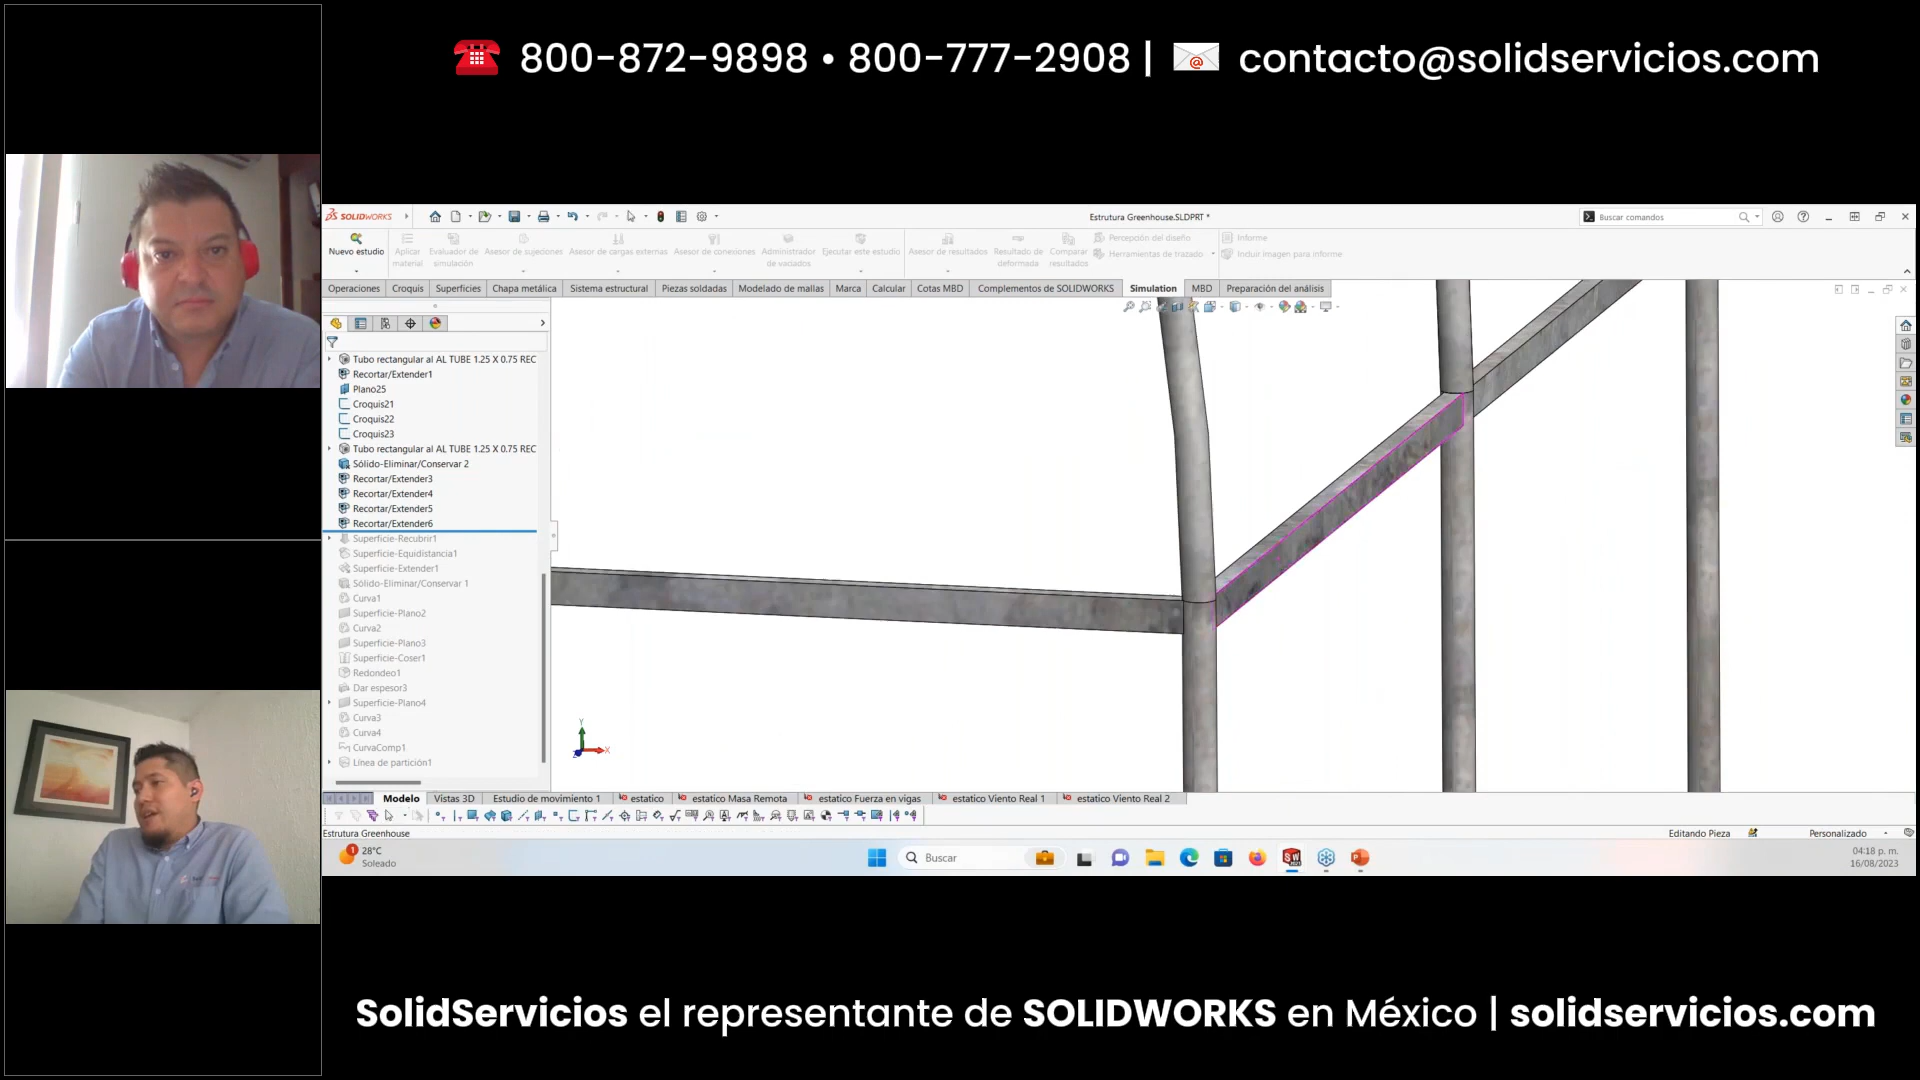 800-872-9898 • 800-777-2908 | contacto@solidservicios.com
SOLIDWORKS
Estrutura Greenhouse.SLDPRT *
Buscar comandos
Nuevo estudio
Aplicar material
Evaluador de simulación
Asesor de sujeciones
Asesor de cargas externas
Asesor de conexiones
Administrador de vaciados
Ejecutar este estudio
Asesor de resultados
Resultado de deformada
Comparar resultados
Percepción del diseño
Herramientas de trazado
Informe
Incluir imagen para informe
Operaciones Croquis Superficies Chapa metálica Sistema estructural Piezas soldadas Modelado de mallas Marca Calcular Cotas MBD Complementos de SOLIDWORKS Simulation MBD Preparación del análisis
Tubo rectangular al AL TUBE 1.25 X 0.75 REC
Recortar/Extender1
Plano25
Croquis21
Croquis22
Croquis23
Tubo rectangular al AL TUBE 1.25 X 0.75 REC
Sólido-Eliminar/Conservar 2
Recortar/Extender3
Recortar/Extender4
Recortar/Extender5
Recortar/Extender6
Superficie-Recubrir1
Superficie-Equidistancia1
Superficie-Extender1
Sólido-Eliminar/Conservar 1
Curva1
Superficie-Plano2
Curva2
Superficie-Plano3
Superficie-Coser1
Redondeo1
Dar espesor3
Superficie-Plano4
Curva3
Curva4
CurvaComp1
Línea de partición1
Y
X
Z
Modelo Vistas 3D Estudio de movimiento 1 estatico estatico Masa Remota estatico Fuerza en vigas estatico Viento Real 1 estatico Viento Real 2
Estrutura Greenhouse
Editando Pieza
Personalizado
1
28°C
Soleado
Buscar
04:18 p. m.
16/08/2023
SolidServicios el representante de SOLIDWORKS en México | solidservicios.com